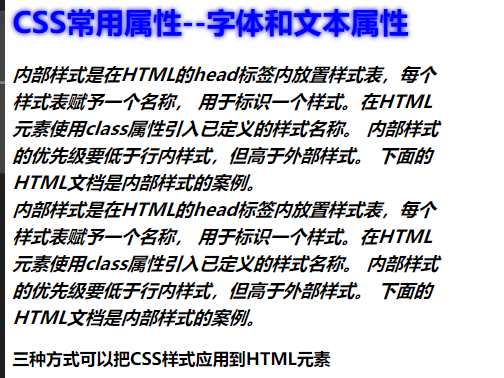 CSS常用属性--字体和文本属性
内部样式是在HTML的head标签内放置样式表，每个
样式表赋予一个名称， 用于标识一个样式。在HTML
元素使用class属性引入已定义的样式名称。 内部样式
的优先级要低于行内样式，但高于外部样式。 下面的
HTML文档是内部样式的案例。
内部样式是在HTML的head标签内放置样式表，每个
样式表赋予一个名称， 用于标识一个样式。在HTML
元素使用class属性引入已定义的样式名称。 内部样式
的优先级要低于行内样式，但高于外部样式。 下面的
HTML文档是内部样式的案例。
三种方式可以把CSS样式应用到HTML元素